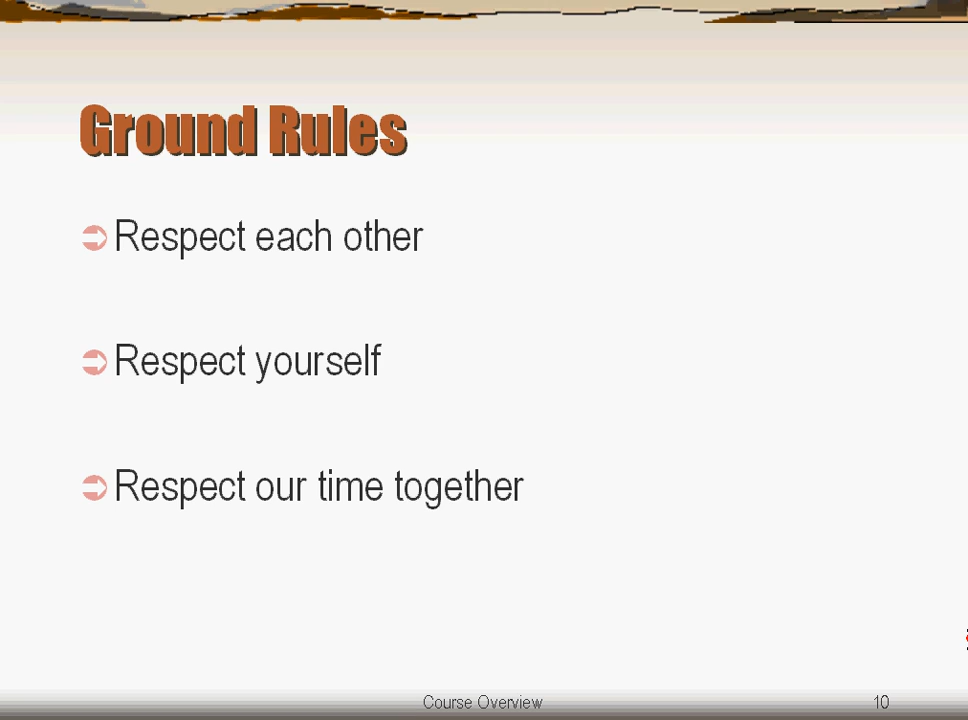 Ground Rules
Respect each other
Respect yourself
Respect our time together
Course Overview
10